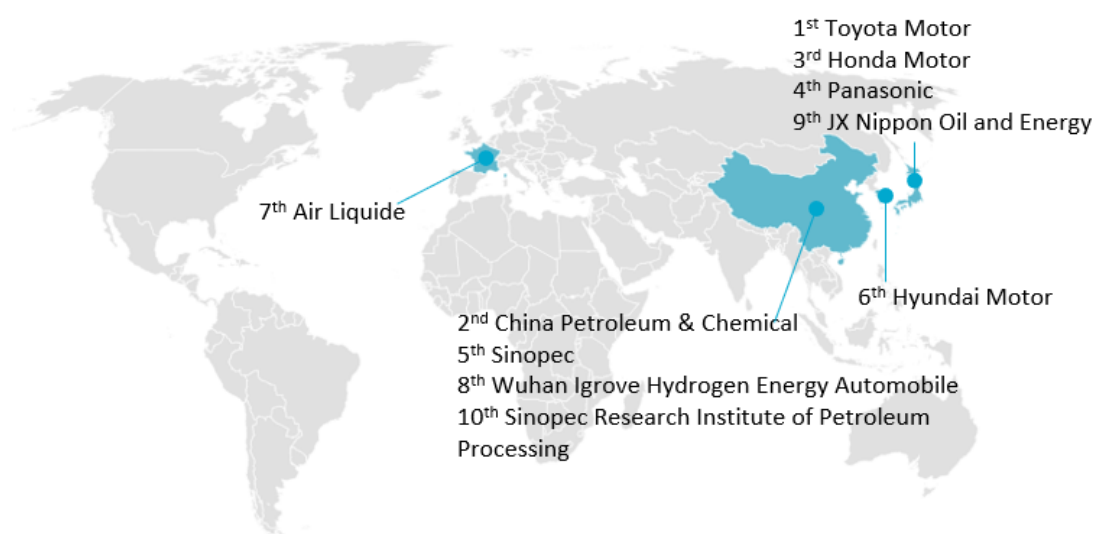 1st Toyota Motor
3rd Honda Motor
4th Panasonic
9th JX Nippon Oil and Energy
7th Air Liquide
6th Hyundai Motor
2nd China Petroleum & Chemical
5th Sinopec
8th Wuhan Igrove Hydrogen Energy Automobile
10th Sinopec Research Institute of Petroleum
Processing